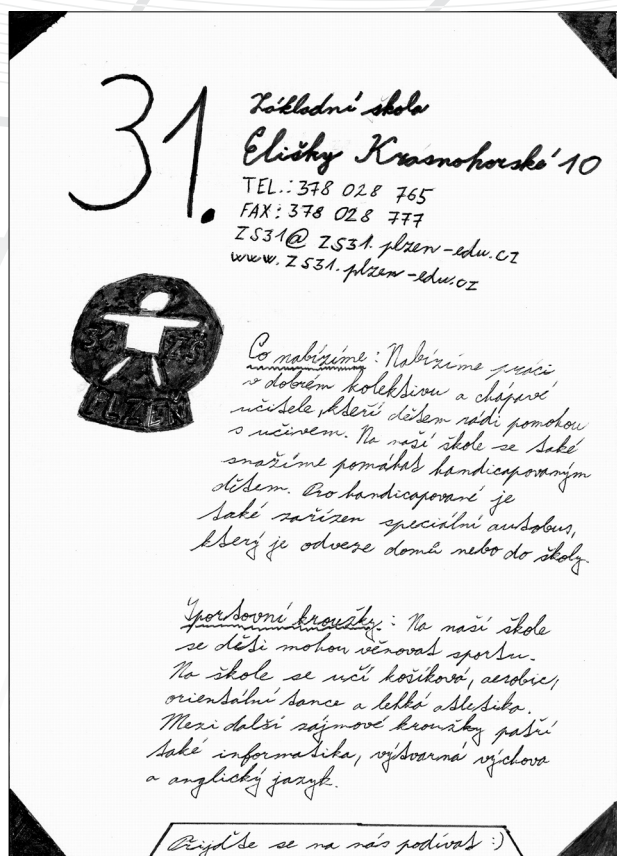 31.
Základní škola
Elišky Krásnohorské 10
TEL.: 378 028 765
FAX: 378 028 777
ZS31@ZS31.plzen-edu.cz
www.ZS31.plzen-edu.cz
31 ZŠ
PLZEŇ
Co nabízíme: Nabízíme práci
v dobrém kolektivu a chápavé
učitele, kteří dětem rádi pomohou
s učivem. Na naší škole se také
snažíme pomáhat handicapovaným
dětem. Pro handicapované je
také zařízen speciální autobus,
který je odveze domů nebo do školy.
Sportovní kroužky: Na naší škole
se děti mohou věnovat sportu.
Na škole se učí košíková, aerobic,
orientální tance a lehká atletika.
Mezi další zájmové kroužky patří
také informatika, výtvarná výchova
a anglický jazyk.
Přijďte se na nás podívat :)